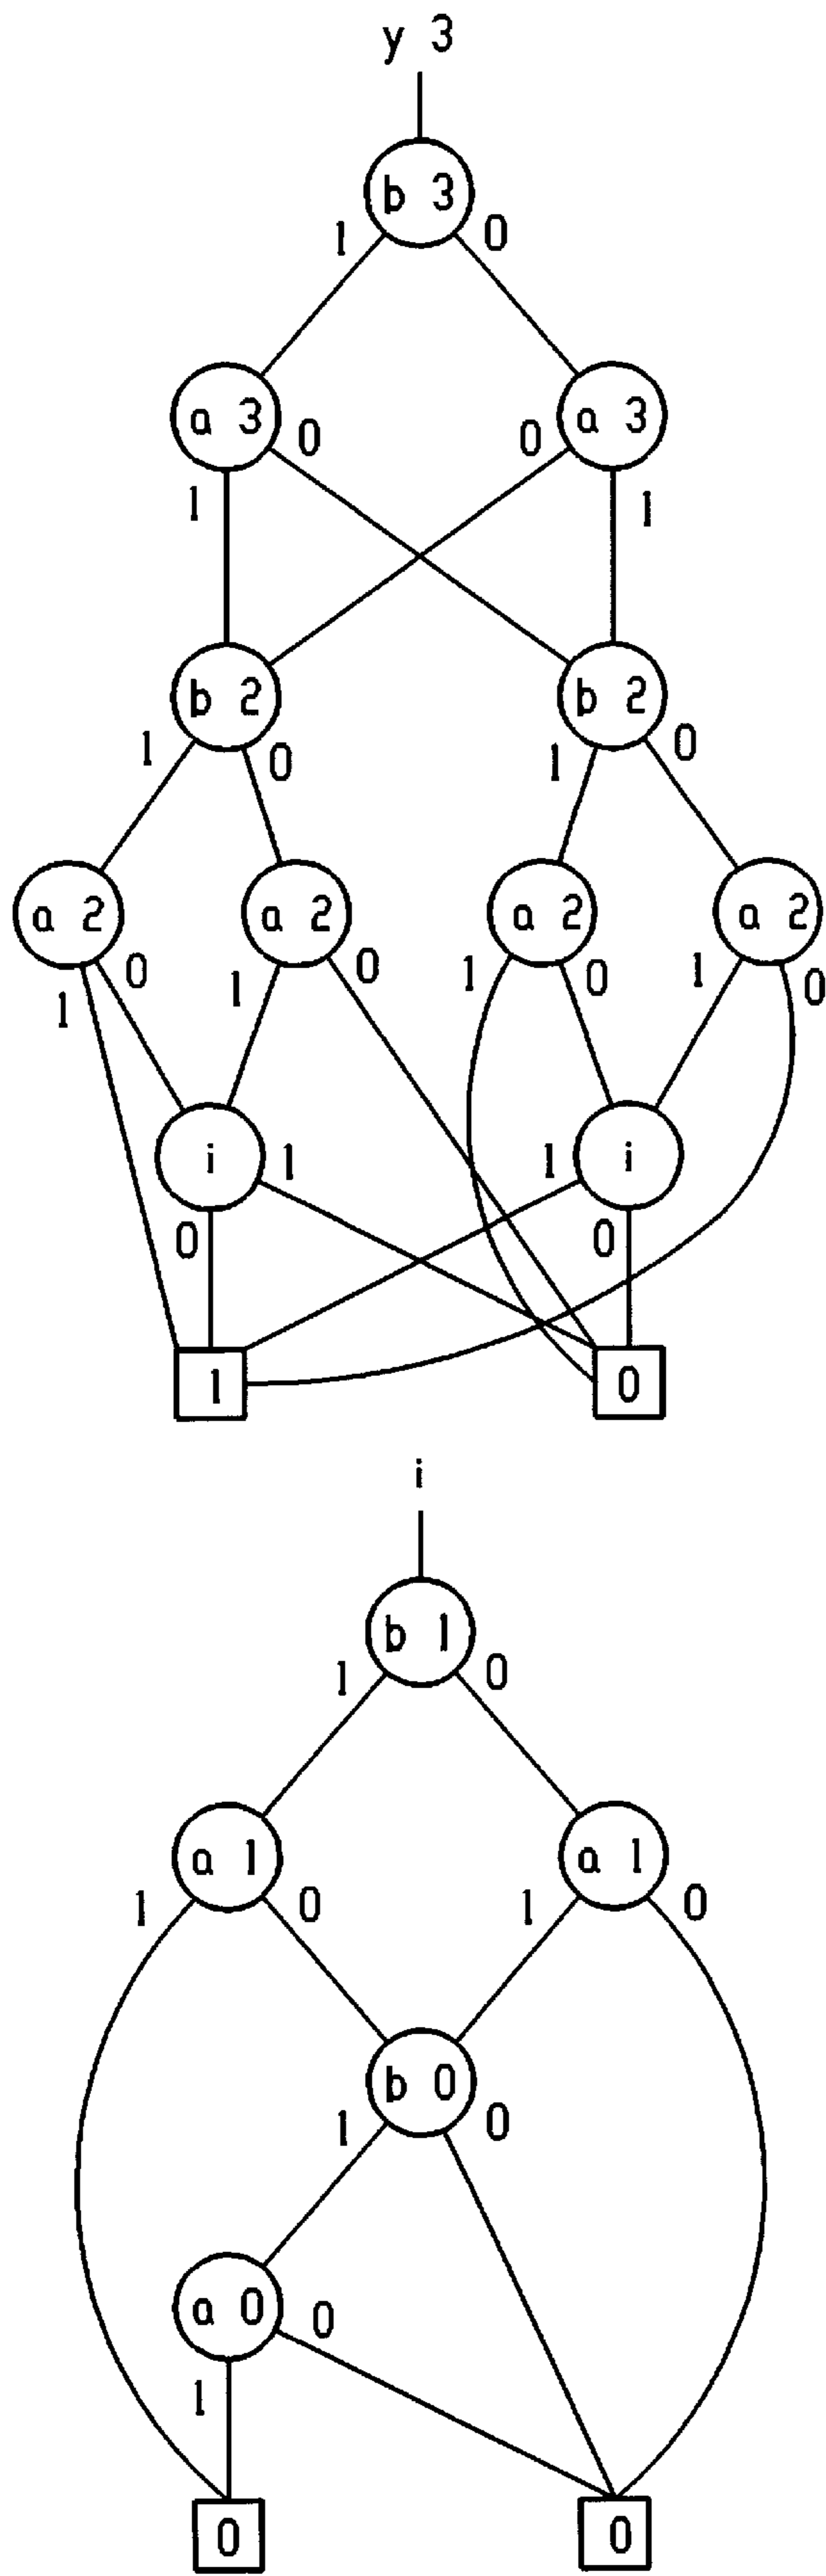 y 3
b 3
1 0
a 3 0 0 a 3
1 1
b 2 b 2
1 0 1 0
a 2 a 2 a 2 a 2
1 0 1 0 1 0 1 0
i 1 1 i
0 0
1 0
i
b 1
1 0
a 1 a 1
1 0 1 0
b 0
1 0
a 0 0
1
0 0